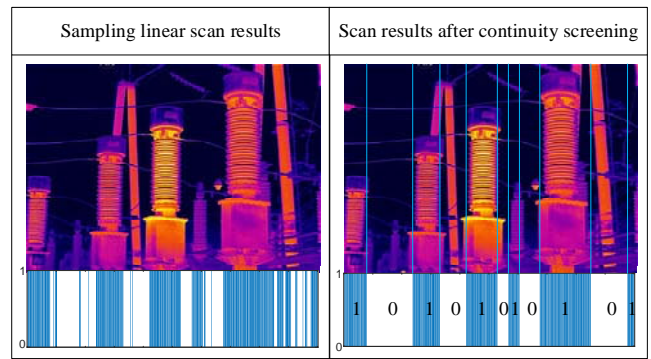 Sampling linear scan results
Scan results after continuity screening
1
0
1
0
1 0 1 0 1 0 1 0 1 0 1